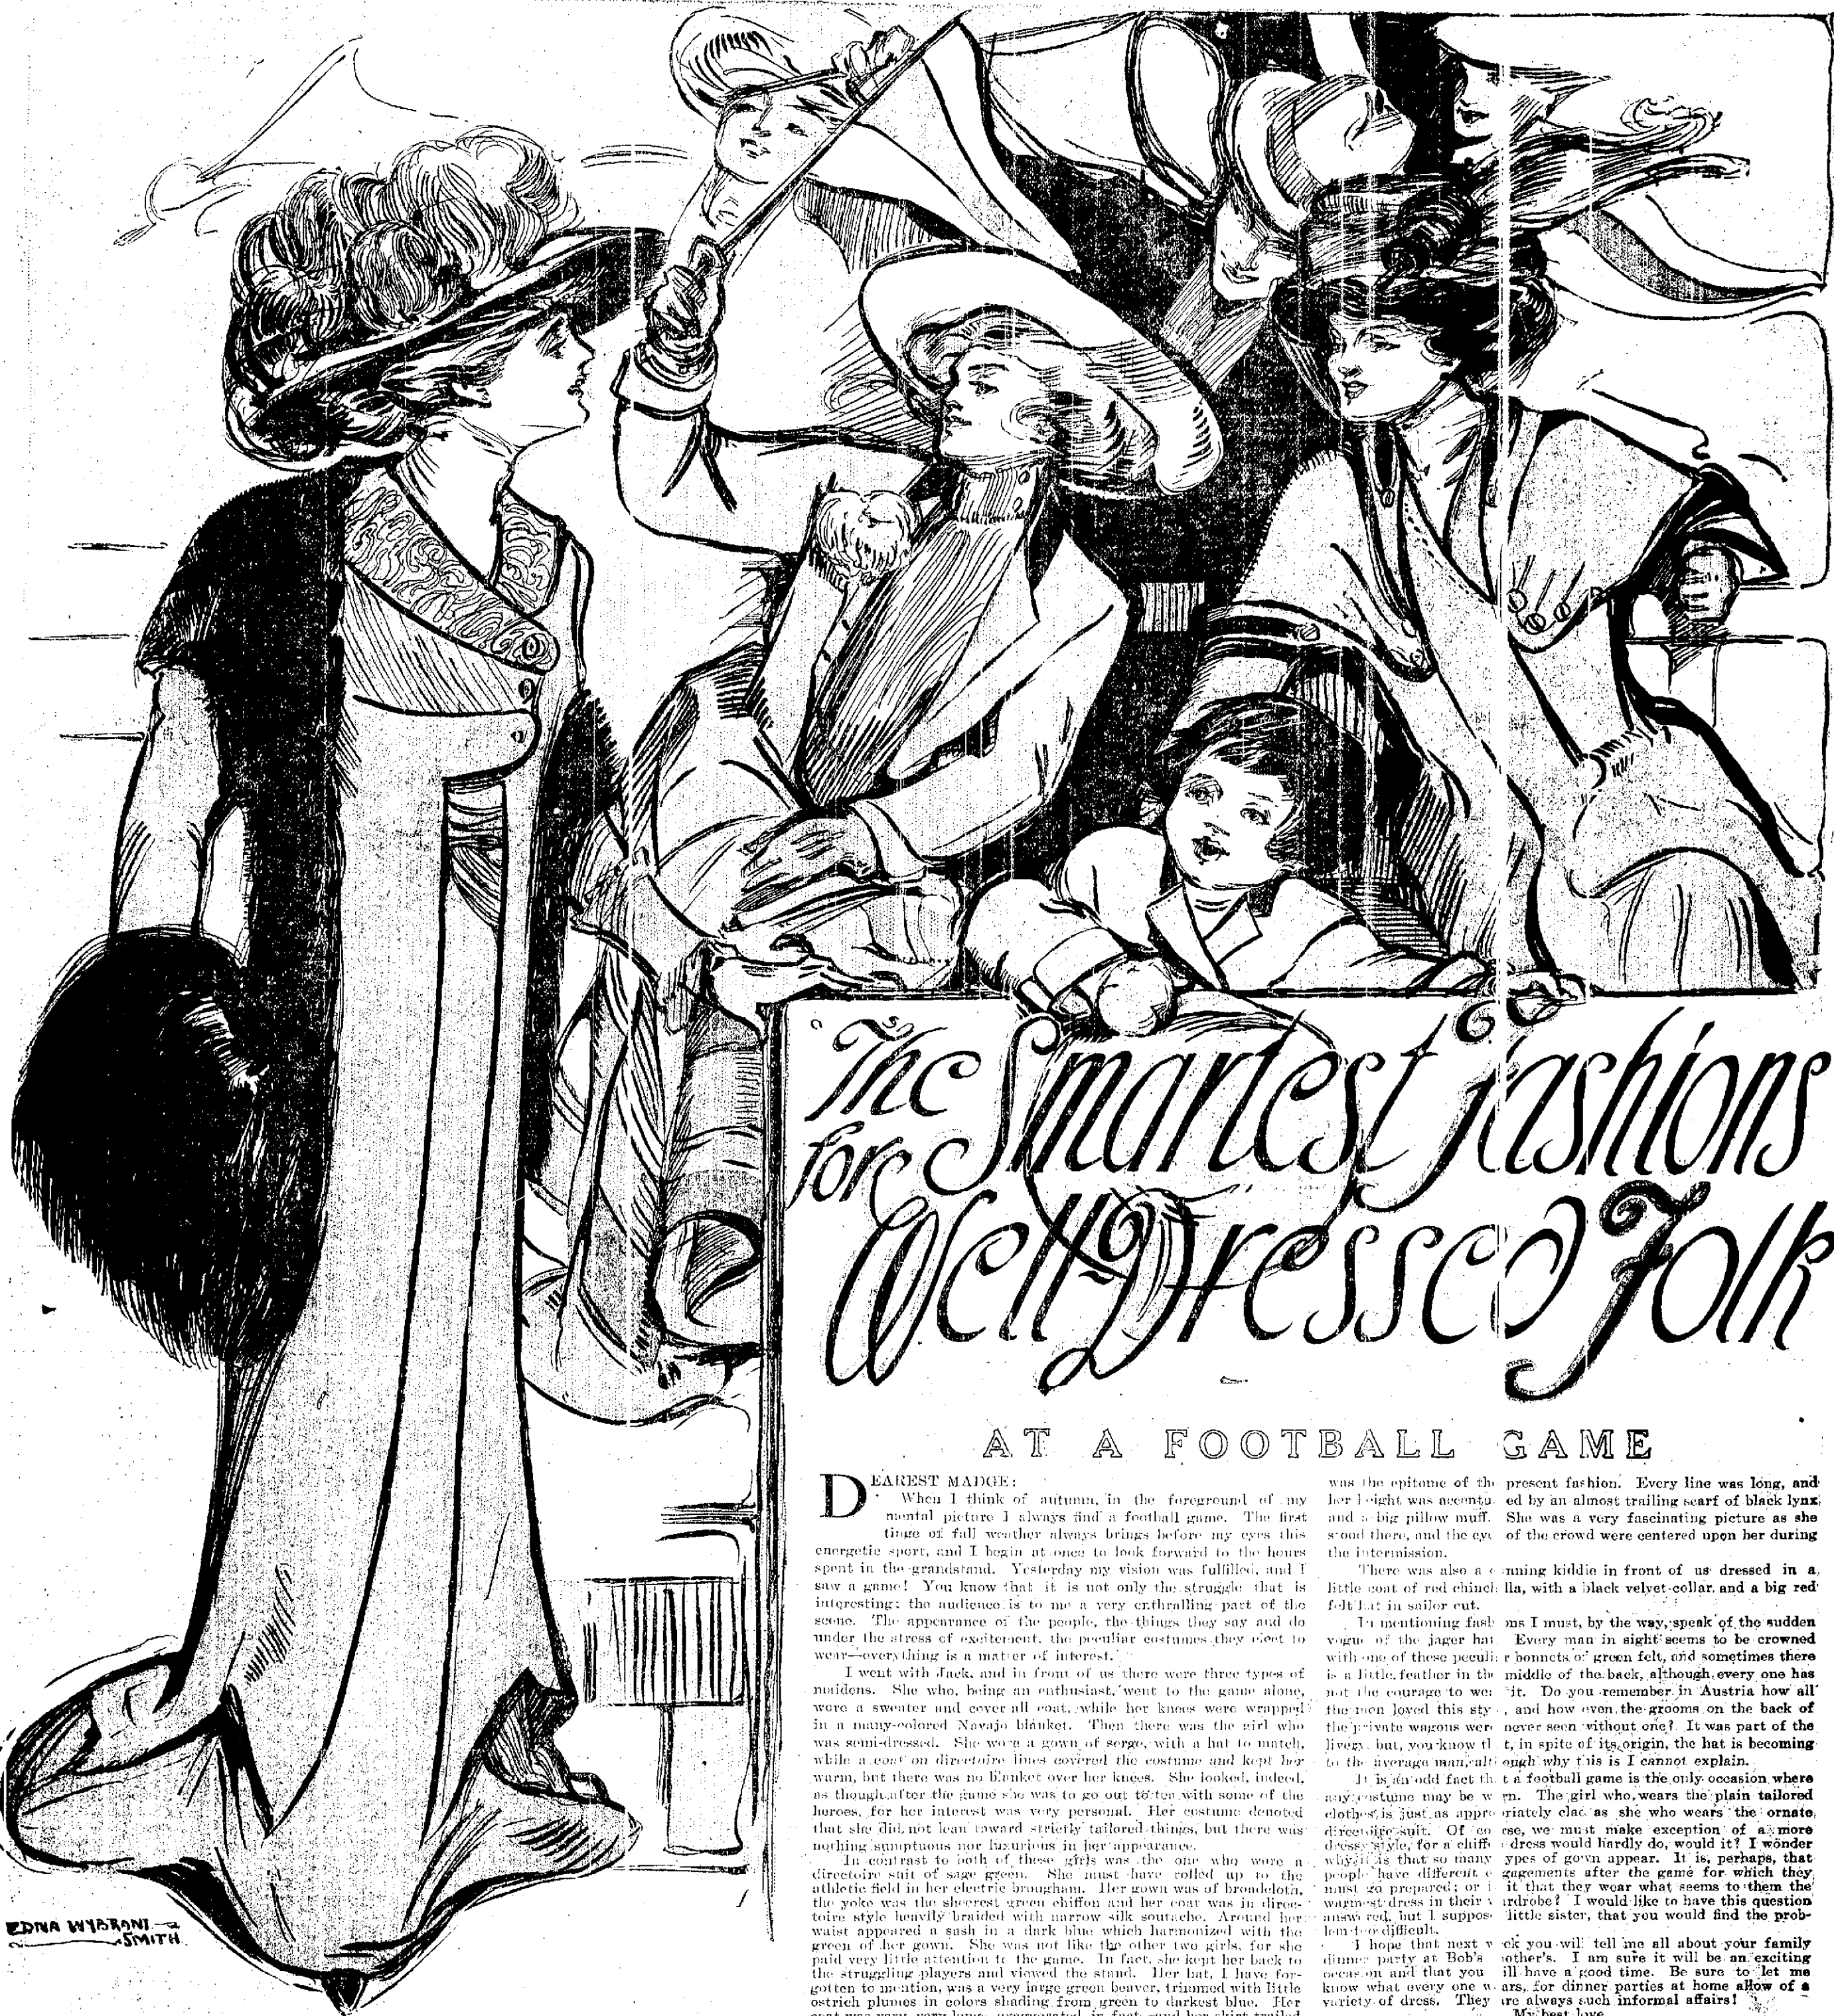 The Smartest Fashions
for Well-Dressed Folk
AT A FOOTBALL GAME
DEAREST MADGE:
When I think of autumn, in the foreground of my
mental picture I always find a football game. The first
tinge of fall weather always brings before my eyes this
energetic sport, and I begin at once to look forward to the hours
spent in the grandstand. Yesterday my vision was fulfilled, and I
saw a game! You know that it is not only the struggle that is
interesting; the audience is to me a very enthralling part of the
scene. The appearance of the people, the things they say and do
under the stress of excitement, the peculiar costumes they elect to
wear—everything is a matter of interest.
I went with Jack, and in front of us there were three types of
maidens. She who, being an enthusiast, went to the game alone,
wore a sweater and cover-all coat, while her knees were wrapped
in a many-colored Navajo blanket. Then there was the girl who
was semi-dressed. She wore a gown of serge, with a hat to match,
while a coat on directoire lines covered the costume and kept her
warm, but there was no blanket over her knees. She looked, indeed,
as though after the game she was to go out to tea with some of the
heroes, for her interest was very personal. Her costume denoted
that she did not lean toward strictly tailored things, but there was
nothing sumptuous nor luxurious in her appearance.
In contrast to both of these girls was the one who wore a
directoire suit of sage green. She must have rolled up to the
athletic field in her electric brougham. Her gown was of broadcloth,
the yoke was the sheerest green chiffon and her coat was in direc-
toire style heavily braided with narrow silk soutache. Around her
waist appeared a sash in a dark blue which harmonized with the
green of her gown. She was not like the other two girls, for she
paid very little attention to the game. In fact, she kept her back to
the struggling players and viewed the stand. Her hat, I have for-
gotten to mention, was a very large green beaver, trimmed with little
ostrich plumes in colors shading from green to darkest blue. Her
was the epitome of the present fashion. Every line was long, and
her height was accentu ed by an almost trailing scarf of black lynx
and a big pillow muff. She was a very fascinating picture as she
stood there, and the eye of the crowd were centered upon her during
the intermission.
There was also a c nning kiddie in front of us dressed in a
little coat of red chinch lla, with a black velvet collar and a big red
felt hat in sailor cut.
In mentioning fash ns I must, by the way, speak of the sudden
vogue of the jager hat. Every man in sight seems to be crowned
with one of these peculi r bonnets of green felt, and sometimes there
is a little feather in the middle of the back, although every one has
not the courage to wea it. Do you remember in Austria how all
the men loved this sty , and how even the grooms on the back of
the private wagons were never seen without one? It was part of the
livery, but, you know th t, in spite of its origin, the hat is becoming
to the average man, alt ough why this is I cannot explain.
It is an odd fact th t a football game is the only occasion where
any costume may be w rn. The girl who wears the plain tailored
clothes is just as appro riately clad as she who wears the ornate
directoire suit. Of co rse, we must make exception of a more
dressy style, for a chiffo dress would hardly do, would it? I wonder
why it is that so many ypes of gown appear. It is, perhaps, that
people have different e gagements after the game for which they
must go prepared; or i it that they wear what seems to them the
warmest dress in their w ardrobe? I would like to have this question
answ red, but I suppos little sister, that you would find the prob-
lem too difficult.
I hope that next w ek you will tell me all about your family
dinner party at Bob's other's. I am sure it will be an exciting
occas on and that you ill have a good time. Be sure to let me
know what every one w ars, for dinner parties at home allow of a
variety of dress. They are always such informal affairs!
My best love
EDNA WYBRANT
SMITH